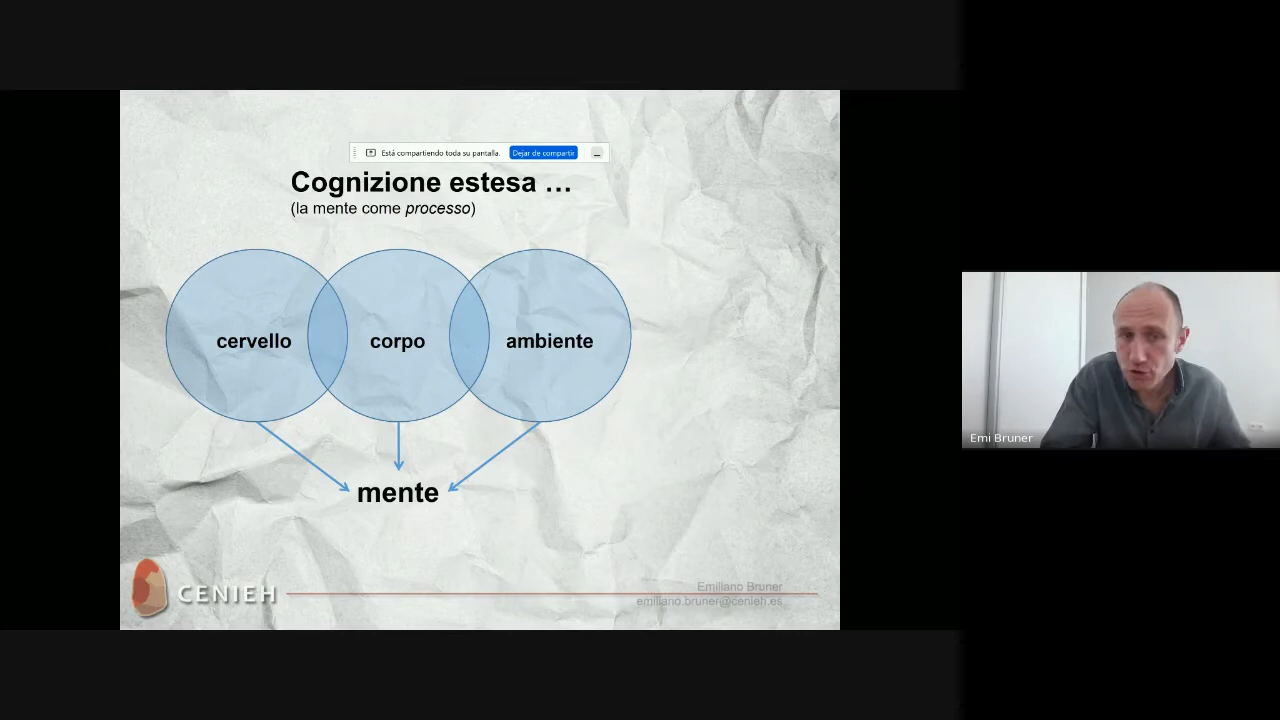 Está compartiendo toda su pantalla. Dejar de compartir
Cognizione estesa …
(la mente come processo)
cervello corpo ambiente
mente
CENIEH
Emiliano Bruner
emiliano.bruner@cenieh.es
Emi Bruner